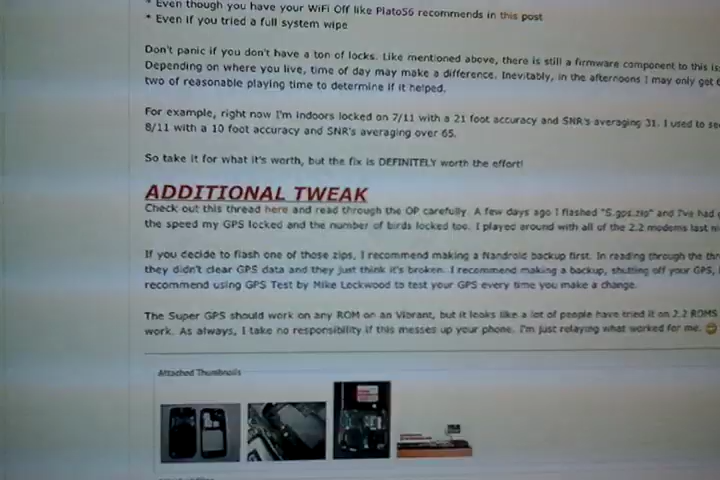 * Even though you have your WiFi Off like Plato56 recommends in this post
* Even if you tried a full system wipe
Don't panic if you don't have a ton of locks. Like mentioned above, there is still a firmware component to this
Depending on where you live, time of day may make a difference. Inevitably, in the afternoons I may only get
two of reasonable playing time to determine if it helped.
For example, right now I'm indoors locked on 7/11 with a 21 foot accuracy and SNR's averaging 31. I used to
8/11 with a 10 foot accuracy and SNR's averaging over 65.
So take it for what it's worth, but the fix is DEFINITELY worth the effort!
ADDITIONAL TWEAK
Check out this thread here and read through the OP carefully. A few days ago I flashed "S.gps.zip" and I've had
the speed my GPS locked and the number of birds locked too. I played around with all of the 2.2 modems last
If you decide to flash one of those zips, I recommend making a Nandroid backup first. In reading through the
they didn't clear GPS data and they just think it's broken. I recommend making a backup, shutting off your GPS,
recommend using GPS Test by Mike Lockwood to test your GPS every time you make a change.
The Super GPS should work on any ROM on an Vibrant, but it looks like a lot of people have tried it on 2.2 ROMS
work. As always, I take no responsibility if this messes up your phone. I'm just relaying what worked for me.
Attached Thumbnails